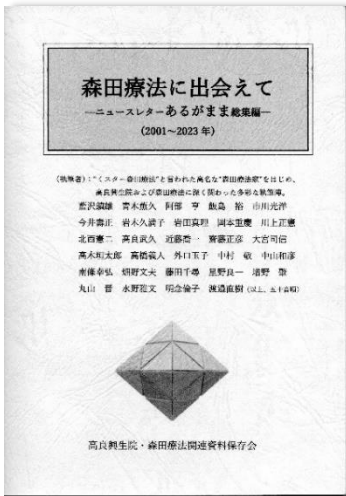 森田療法に出会えて
―ニュースレターあるがまま総集編―
(2001～2023年)
(執筆者):"ミスター森田療法"と言われた高名な"森田療法家"をはじめ、
高良興生院および森田療法に深く関わった多彩な執筆陣。
藍沢鎮雄 青木薫久 阿部 亨 飯島 裕 市川光洋
今井壽正 岩木久満子 岩田真理 岡本重慶 川上正憲
北西憲二 高良武久 近藤喬一 齋藤正彦 大宮司信
高木坦太郎 高橋義人 外口玉子 中村 敬 中山和彦
南條幸弘 畑野文夫 藤田千尋 星野良一 増野 肇
丸山 晋 水野雅文 明念倫子 渡邉直樹 (以上、五十音順)
高良興生院・森田療法関連資料保存会